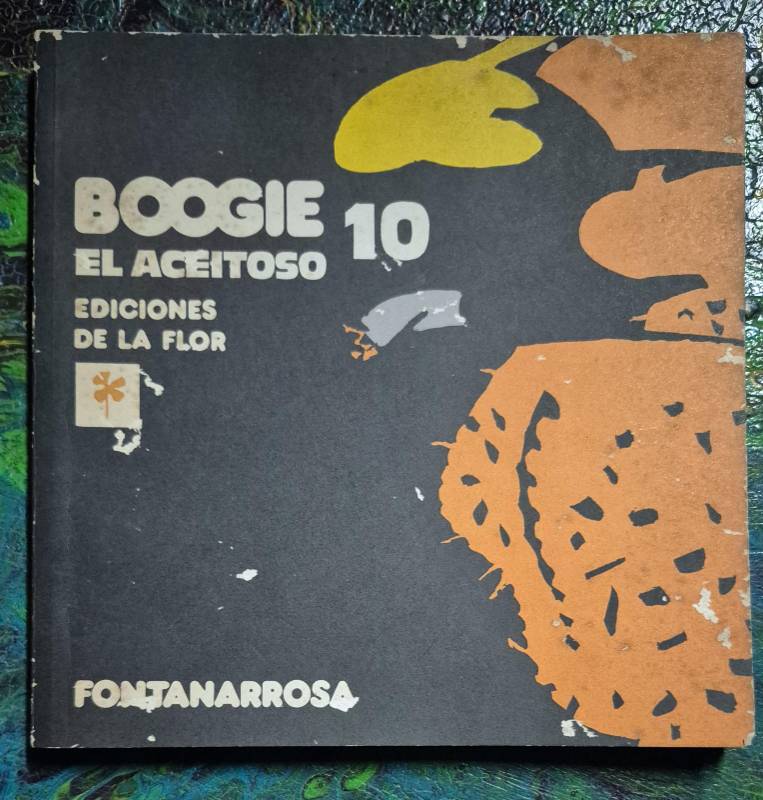 BOOGIE 10
EL ACEITOSO
EDICIONES
DE LA FLOR
FONTANARROSA